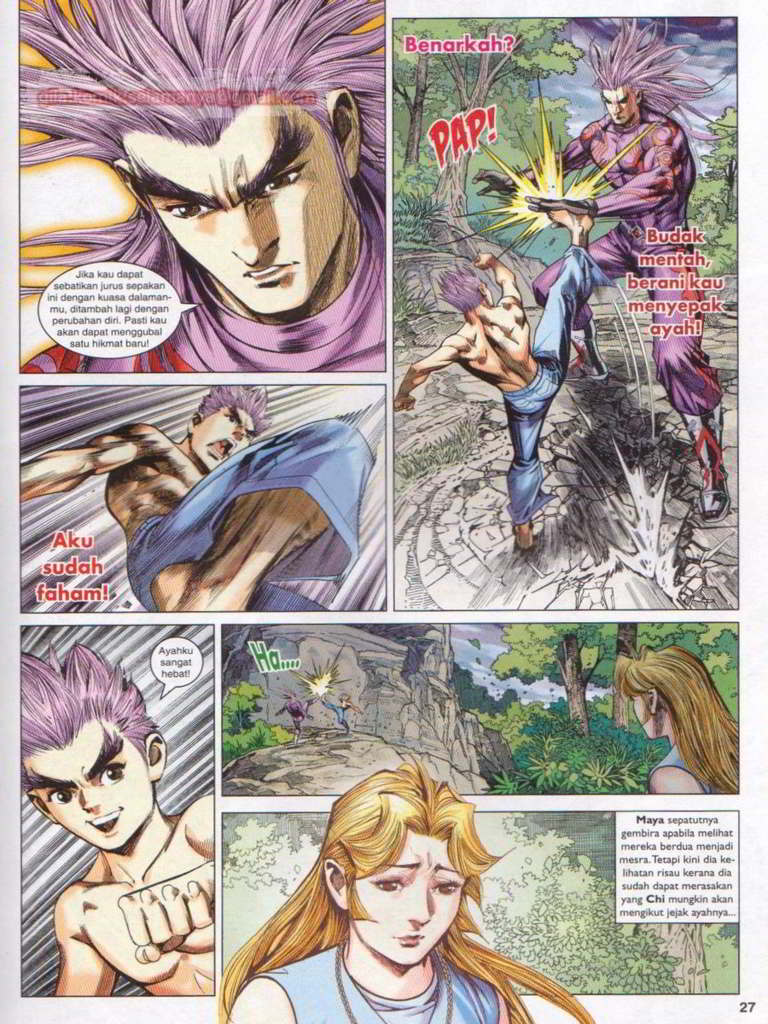 Jika kau dapat
sebatikan jurus sepakan
ini dengan kuasa dalaman-
mu, ditambah lagi dengan
perubahan diri. Pasti kau
akan dapat menggubal
satu hikmat baru!
Benarkah?
PAP!
Budak
mentah,
berani kau
menyepak
ayah!
Aku
sudah
faham!
Ayahku
sangat
hebat!
Ha....
Maya sepatutnya
gembira apabila melihat
mereka berdua menjadi
mesra. Tetapi kini dia ke-
lihatan risau kerana dia
sudah dapat merasakan
yang Chi mungkin akan
mengikut jejak ayahnya...
27